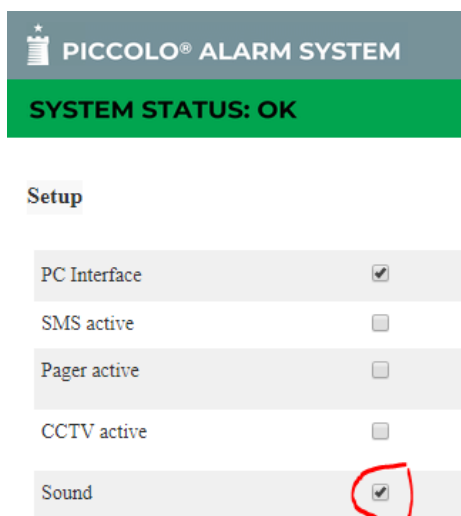 PICCOLO® ALARM SYSTEM
SYSTEM STATUS: OK
Setup
PC Interface
SMS active
Pager active
CCTV active
Sound